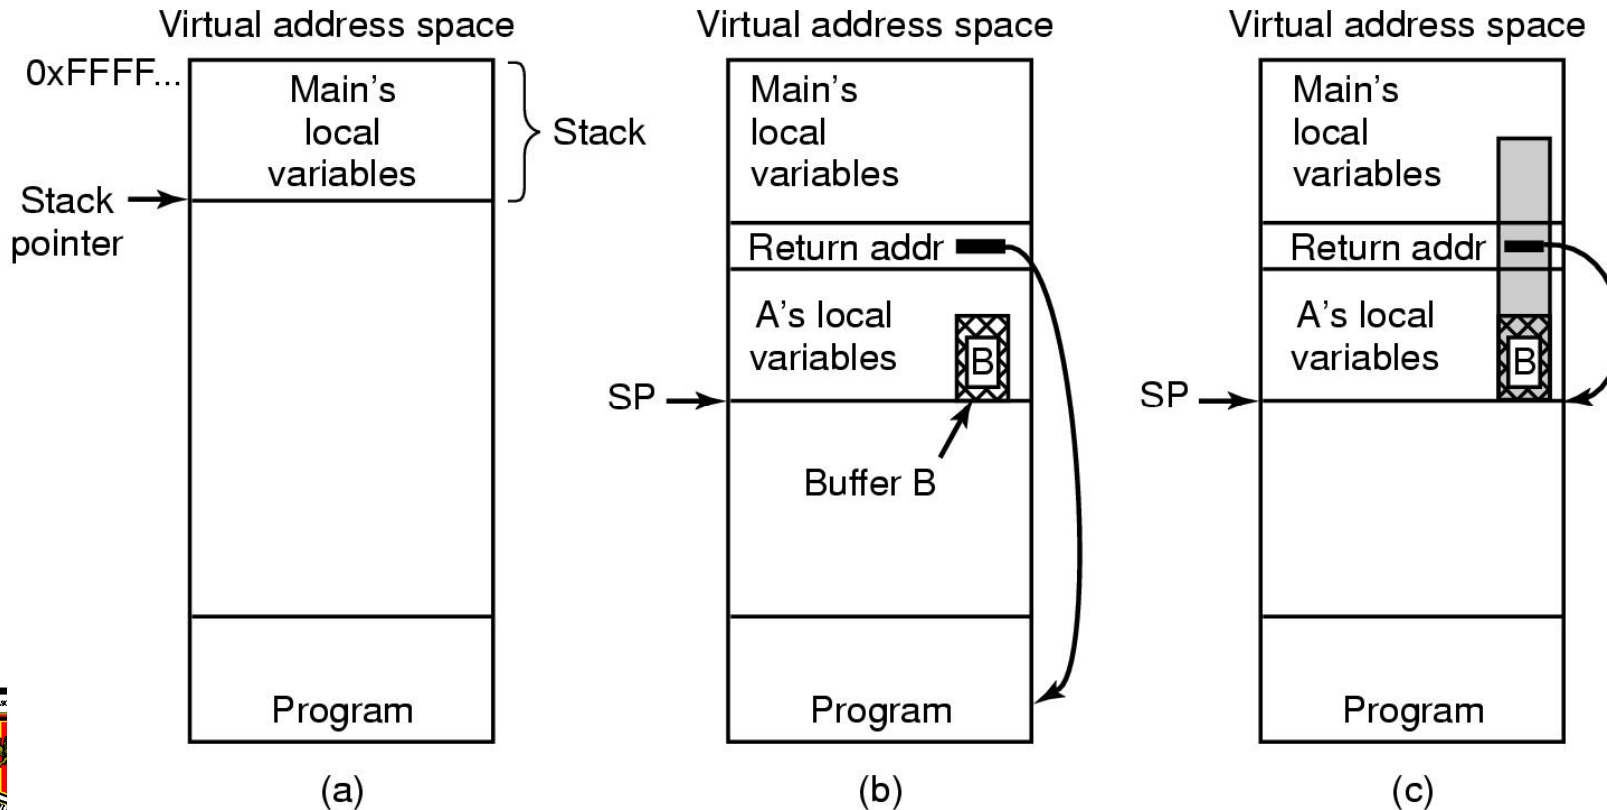 Virtual address space
0xFFFF...
Main's
local
variables
Stack
Stack
pointer
Program
(a)
Virtual address space
Main's
local
variables
Return addr
A's local
variables
B
SP
Buffer B
Program
(b)
Virtual address space
Main's
local
variables
Return addr
A's local
variables
B
SP
Program
(c)